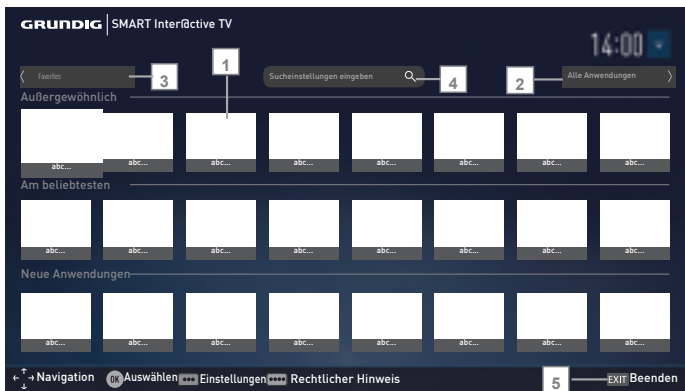 GRUNDIG SMART Inter@ctive TV
14:00
Favorites
Sucheinstellungen eingeben
Alle Anwendungen
1
3
4
2
Außergewöhnlich
abc... abc... abc... abc... abc... abc... abc... abc...
Am beliebtesten
abc... abc... abc... abc... abc... abc... abc... abc...
Neue Anwendungen
abc... abc... abc... abc... abc... abc... abc... abc...
Navigation OK Auswählen Einstellungen Rechtlicher Hinweis 5 EXIT Beenden